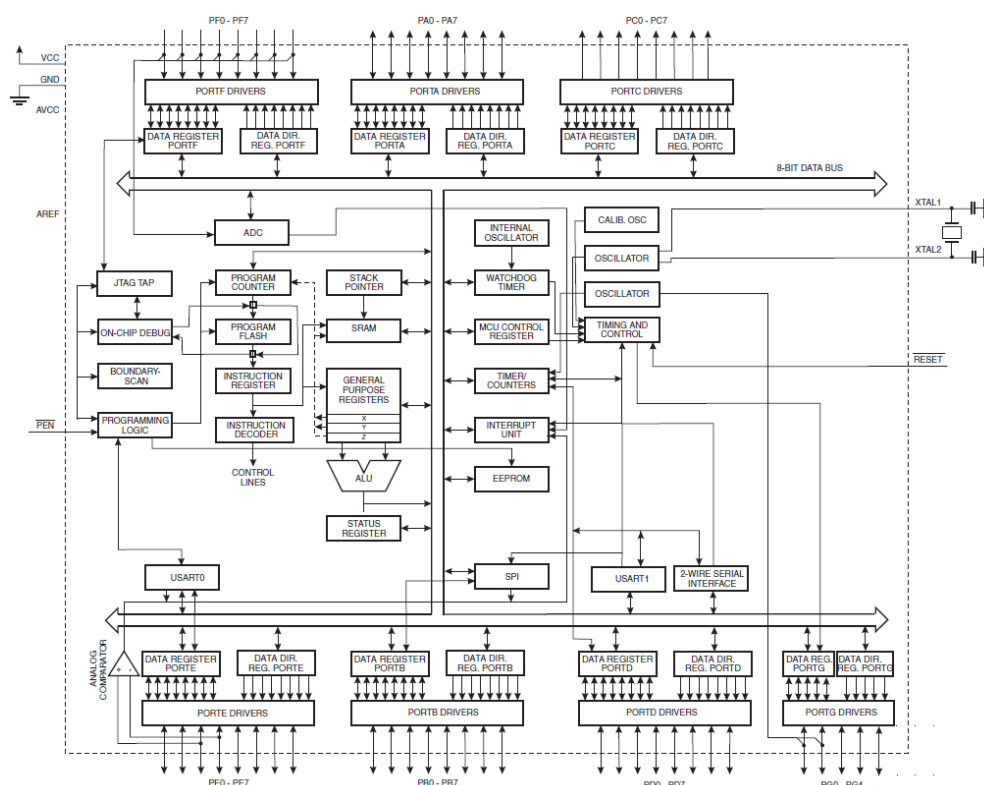 PF0 - PF7
PA0 - PA7
PC0 - PC7
VCC
GND
AVCC
AREF
PORTF DRIVERS
PORTA DRIVERS
PORTC DRIVERS
DATA REGISTER
PORTF
DATA DIR.
REG. PORTF
DATA REGISTER
PORTA
DATA DIR.
REG. PORTA
DATA REGISTER
PORTC
DATA DIR.
REG. PORTC
8-BIT DATA BUS
XTAL1
XTAL2
RESET
ADC
INTERNAL
OSCILLATOR
CALIB. OSC
OSCILLATOR
OSCILLATOR
JTAG TAP
PROGRAM
COUNTER
STACK
POINTER
WATCHDOG
TIMER
ON-CHIP DEBUG
PROGRAM
FLASH
SRAM
MCU CONTROL
REGISTER
TIMING AND
CONTROL
BOUNDARY-
SCAN
INSTRUCTION
REGISTER
GENERAL
PURPOSE
REGISTERS
X
Y
Z
TIMER/
COUNTERS
PEN
PROGRAMMING
LOGIC
INSTRUCTION
DECODER
INTERRUPT
UNIT
CONTROL
LINES
ALU
EEPROM
STATUS
REGISTER
USART0
SPI
USART1
2-WIRE SERIAL
INTERFACE
ANALOG
COMPARATOR
+
-
DATA REGISTER
PORTE
DATA DIR.
REG. PORTE
DATA REGISTER
PORTB
DATA DIR.
REG. PORTB
DATA REGISTER
PORTD
DATA DIR.
REG. PORTD
DATA REG.
PORTG
DATA DIR.
REG. PORTG
PORTE DRIVERS
PORTB DRIVERS
PORTD DRIVERS
PORTG DRIVERS
PE0 - PE7
PB0 - PB7
PD0 - PD7
PG0 - PG4